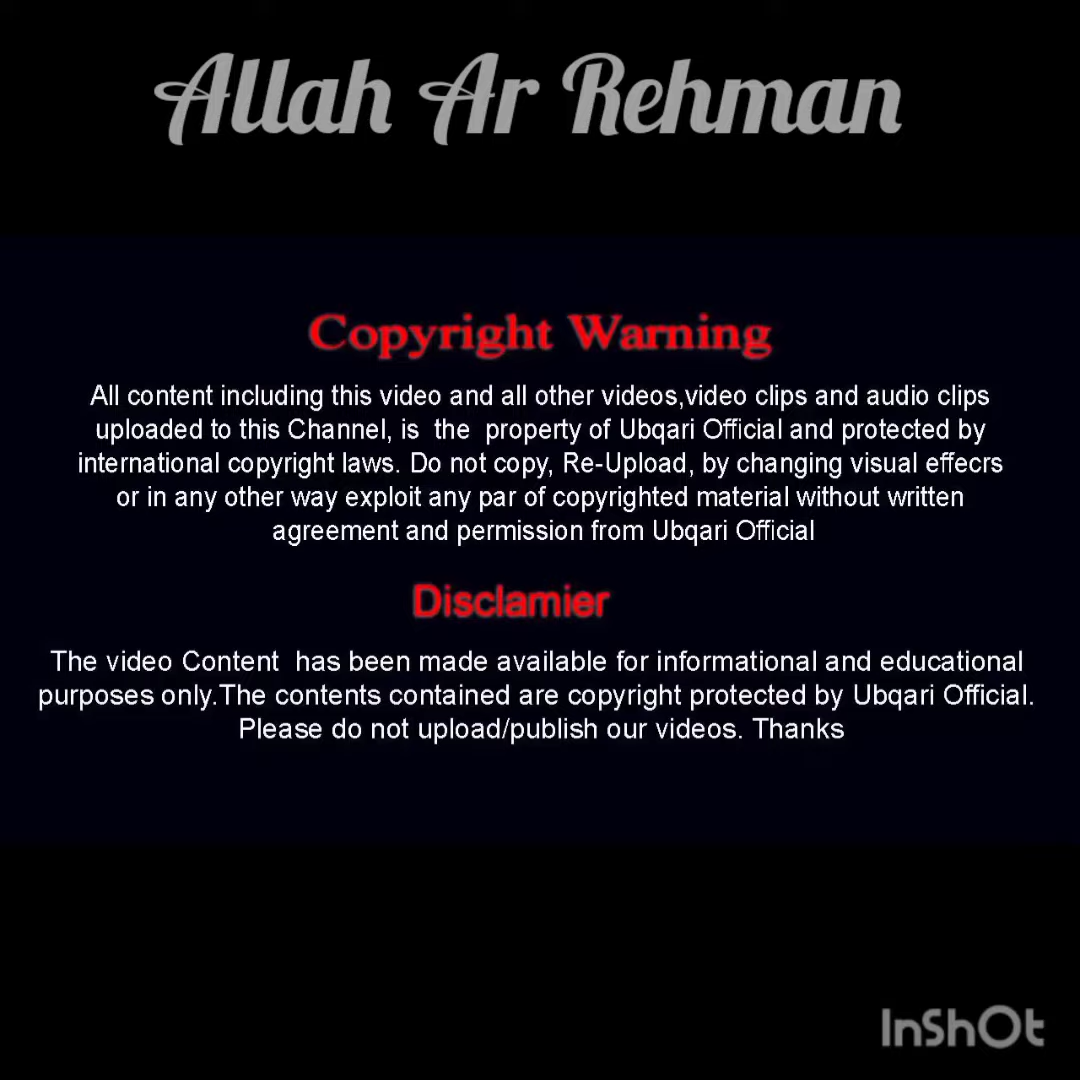 Allah Ar Rehman
Copyright Warning
All content including this video and all other videos,video clips and audio clips
uploaded to this Channel, is the property of Ubqari Official and protected by
international copyright laws. Do not copy, Re-Upload, by changing visual effecrs
or in any other way exploit any par of copyrighted material without written
agreement and permission from Ubqari Official
Disclamier
The video Content has been made available for informational and educational
purposes only.The contents contained are copyright protected by Ubqari Official.
Please do not upload/publish our videos. Thanks
InShOt